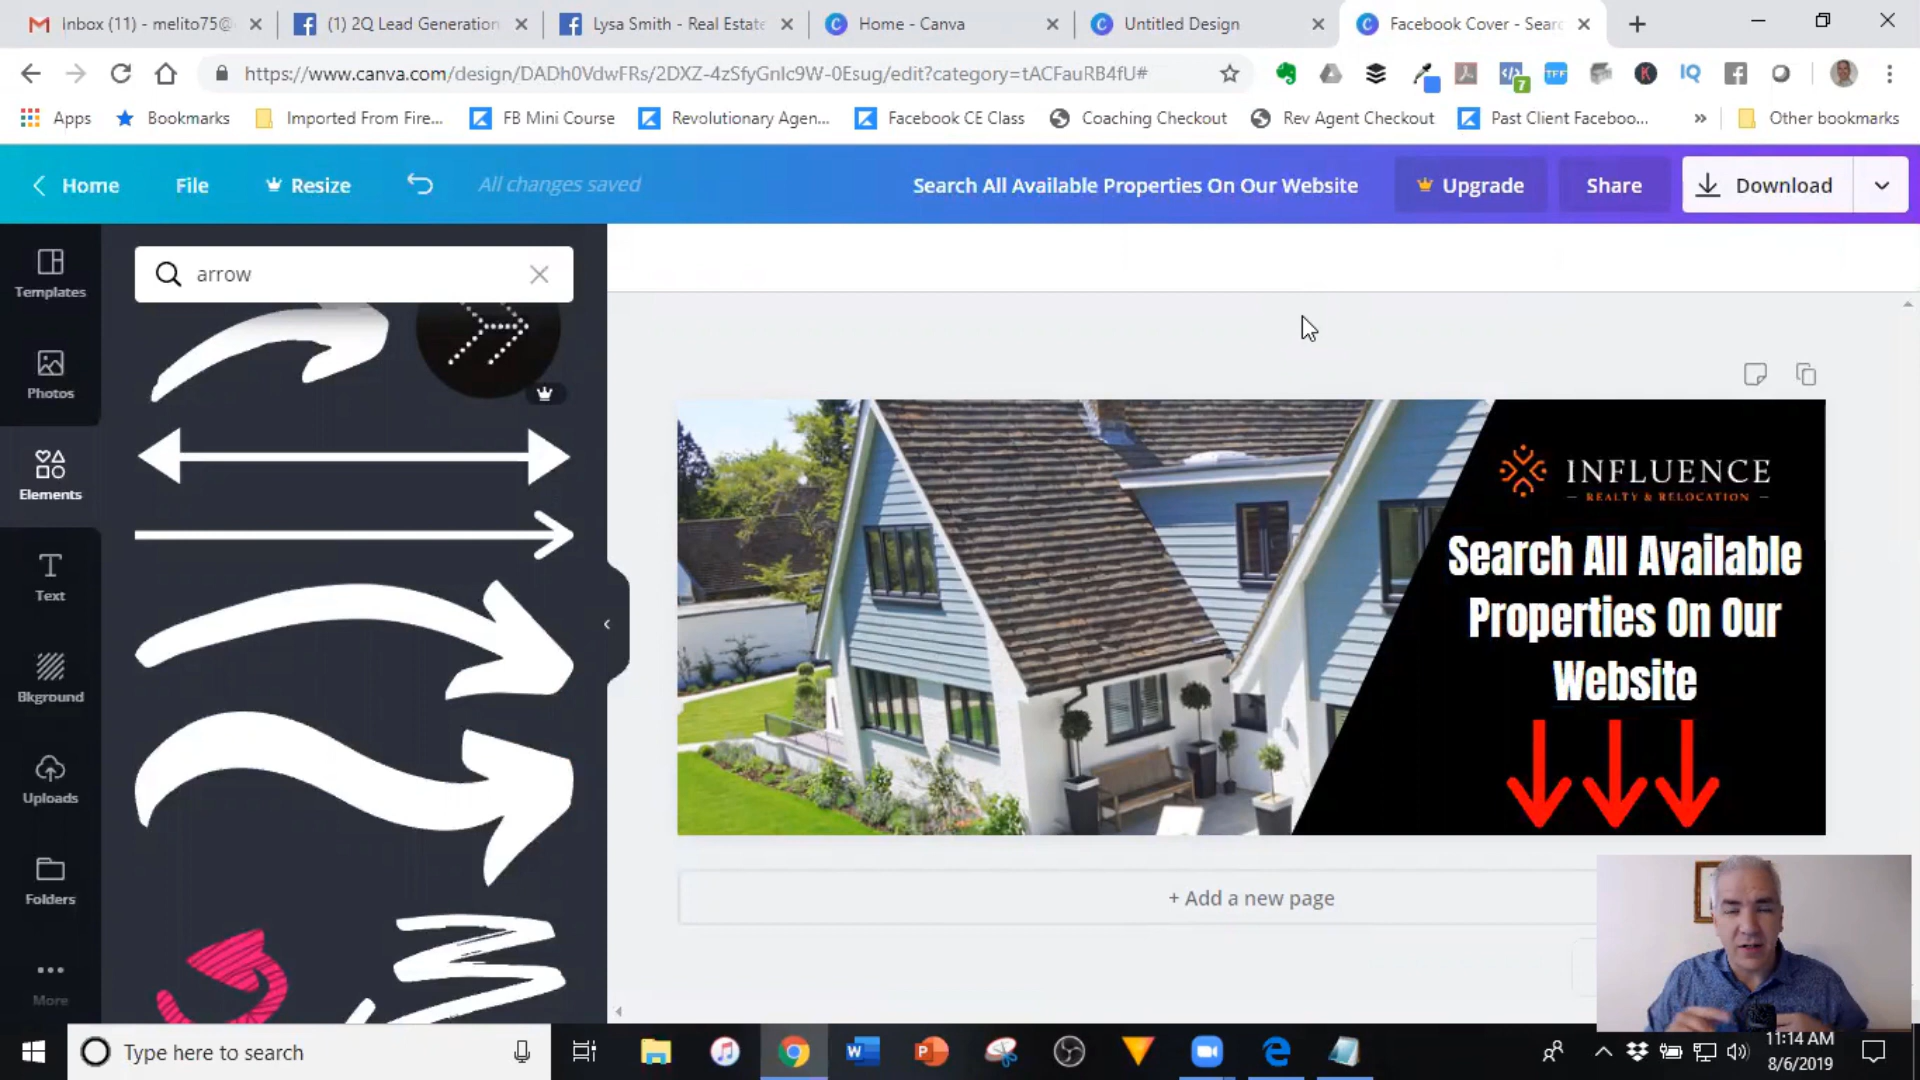 Inbox (11) - melito75@
(1) 2Q Lead Generation
Lysa Smith - Real Estate
Home - Canva
Untitled Design
Facebook Cover - Sear
https://www.canva.com/design/DADh0VdwFRs/2DXZ-4zSfyGnlc9W-0Esug/edit?category=tACFauRB4fU#
7
TFF
K
IQ
Apps
Bookmarks
Imported From Fire...
FB Mini Course
Revolutionary Agen...
Facebook CE Class
Coaching Checkout
Rev Agent Checkout
Past Client Faceboo...
Other bookmarks
Home
File
Resize
All changes saved
Search All Available Properties On Our Website
Upgrade
Share
Download
arrow
Templates
Photos
Elements
Text
Bkground
Uploads
Folders
More
INFLUENCE
REALTY & RELOCATION
Search All Available
Properties On Our
Website
+ Add a new page
Type here to search
11:14 AM
8/6/2019